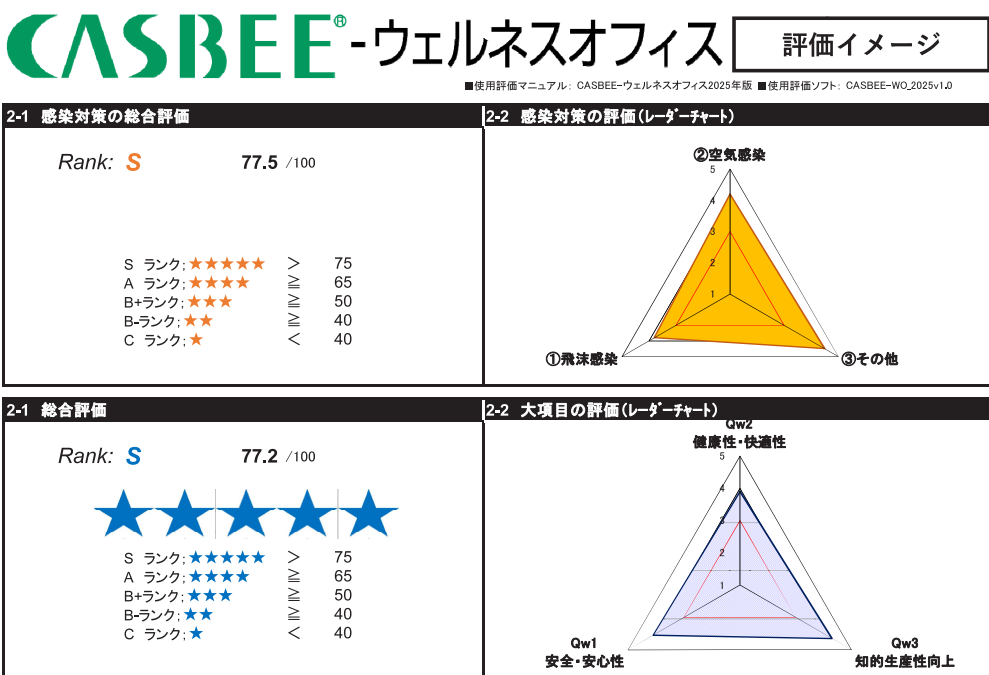 CASBEE®-ウェルネスオフィス 評価イメージ
■使用評価マニュアル： CASBEE-ウェルネスオフィス2025年版 ■使用評価ソフト： CASBEE-WO_2025v1.0
2-1 感染対策の総合評価
Rank: S 77.5 /100
S ランク;★★★★★ ＞ 75
A ランク;★★★★ ≧ 65
B+ランク;★★★ ≧ 50
B-ランク;★★ ≧ 40
C ランク;★ ＜ 40
2-2 感染対策の評価(ﾚｰﾀﾞｰﾁｬｰﾄ)
②空気感染
5
4
3
2
1
①飛沫感染
③その他
2-1 総合評価
Rank: S 77.2 /100
★★★★★
S ランク;★★★★★ ＞ 75
A ランク;★★★★ ≧ 65
B+ランク;★★★ ≧ 50
B-ランク;★★ ≧ 40
C ランク;★ ＜ 40
2-2 大項目の評価(ﾚｰﾀﾞｰﾁｬｰﾄ)
Qw2
健康性・快適性
5
4
3
2
1
Qw1
安全・安心性
Qw3
知的生産性向上